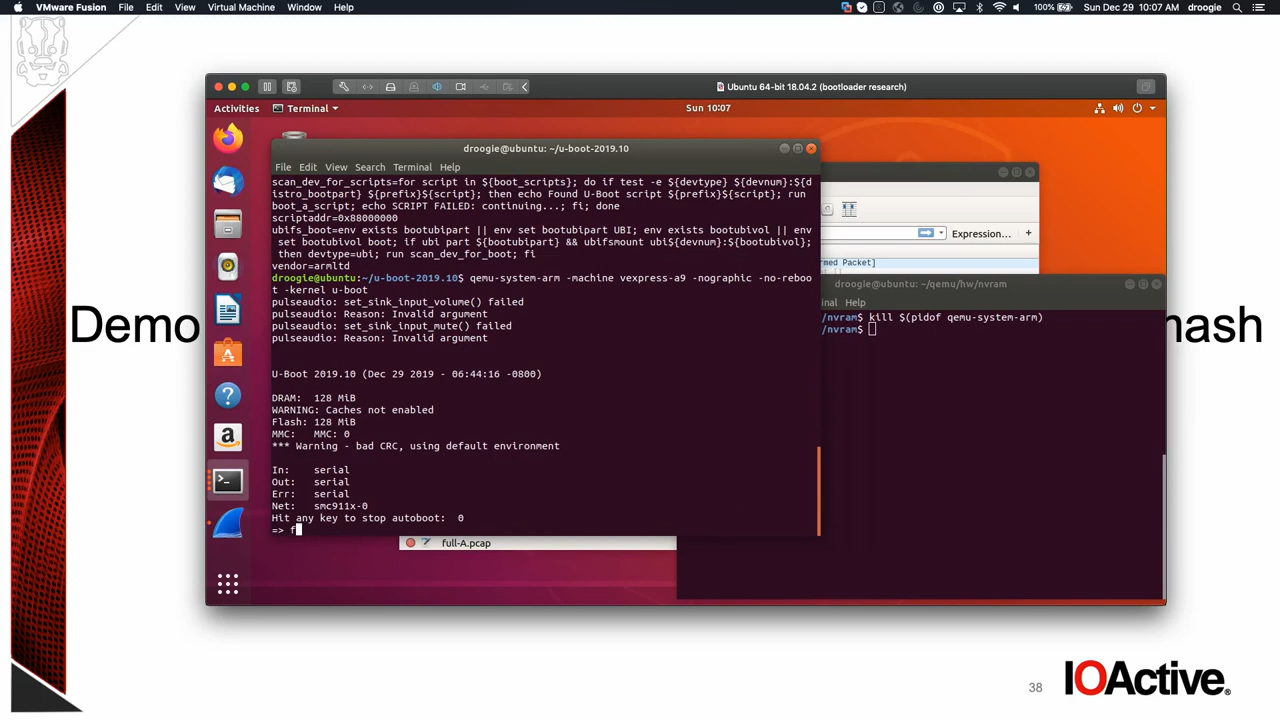 VMware Fusion File Edit View Virtual Machine Window Help 100% Sun Dec 29 10:07 AM droogie
Ubuntu 64-bit 18.04.2 (bootloader research)
Activities Terminal Sun 10:07
droogie@ubuntu: ~/u-boot-2019.10
File Edit View Search Terminal Help
scan_dev_for_scripts=for script in ${boot_scripts}; do if test -e ${devtype} ${devnum}:${d
istro_bootpart} ${prefix}${script}; then echo Found U-Boot script ${prefix}${script}; run
boot_a_script; echo SCRIPT FAILED: continuing...; fi; done
scriptaddr=0x88000000
ubifs_boot=env exists bootubipart || env set bootubipart UBI; env exists bootubivol || env
 set bootubivol boot; if ubi part ${bootubipart} && ubifsmount ubi${devnum}:${bootubivol};
 then devtype=ubi; run scan_dev_for_boot; fi
vendor=armltd
droogie@ubuntu:~/u-boot-2019.10$ qemu-system-arm -machine vexpress-a9 -nographic -no-reboo
t -kernel u-boot
pulseaudio: set_sink_input_volume() failed
pulseaudio: Reason: Invalid argument
pulseaudio: set_sink_input_mute() failed
pulseaudio: Reason: Invalid argument
U-Boot 2019.10 (Dec 29 2019 - 06:44:16 -0800)
DRAM: 128 MiB
WARNING: Caches not enabled
Flash: 128 MiB
MMC: MMC: 0
*** Warning - bad CRC, using default environment
In: serial
Out: serial
Err: serial
Net: smc911x-0
Hit any key to stop autoboot: 0
=> f
Expression... +
rmed Packet]
~/qemu/hw/nvram
nal Help
/nvram$ kill $(pidof qemu-system-arm)
/nvram$
full-A.pcap
Demo
hash
38
IOActive.